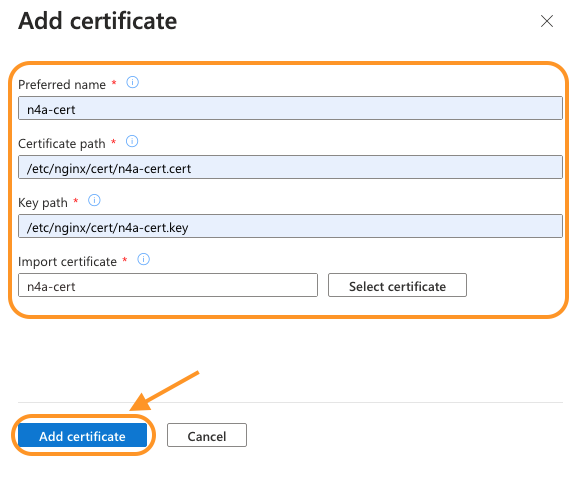 Add certificate
Preferred name *
n4a-cert
Certificate path *
/etc/nginx/cert/n4a-cert.cert
Key path *
/etc/nginx/cert/n4a-cert.key
Import certificate *
n4a-cert Select certificate
Add certificate Cancel